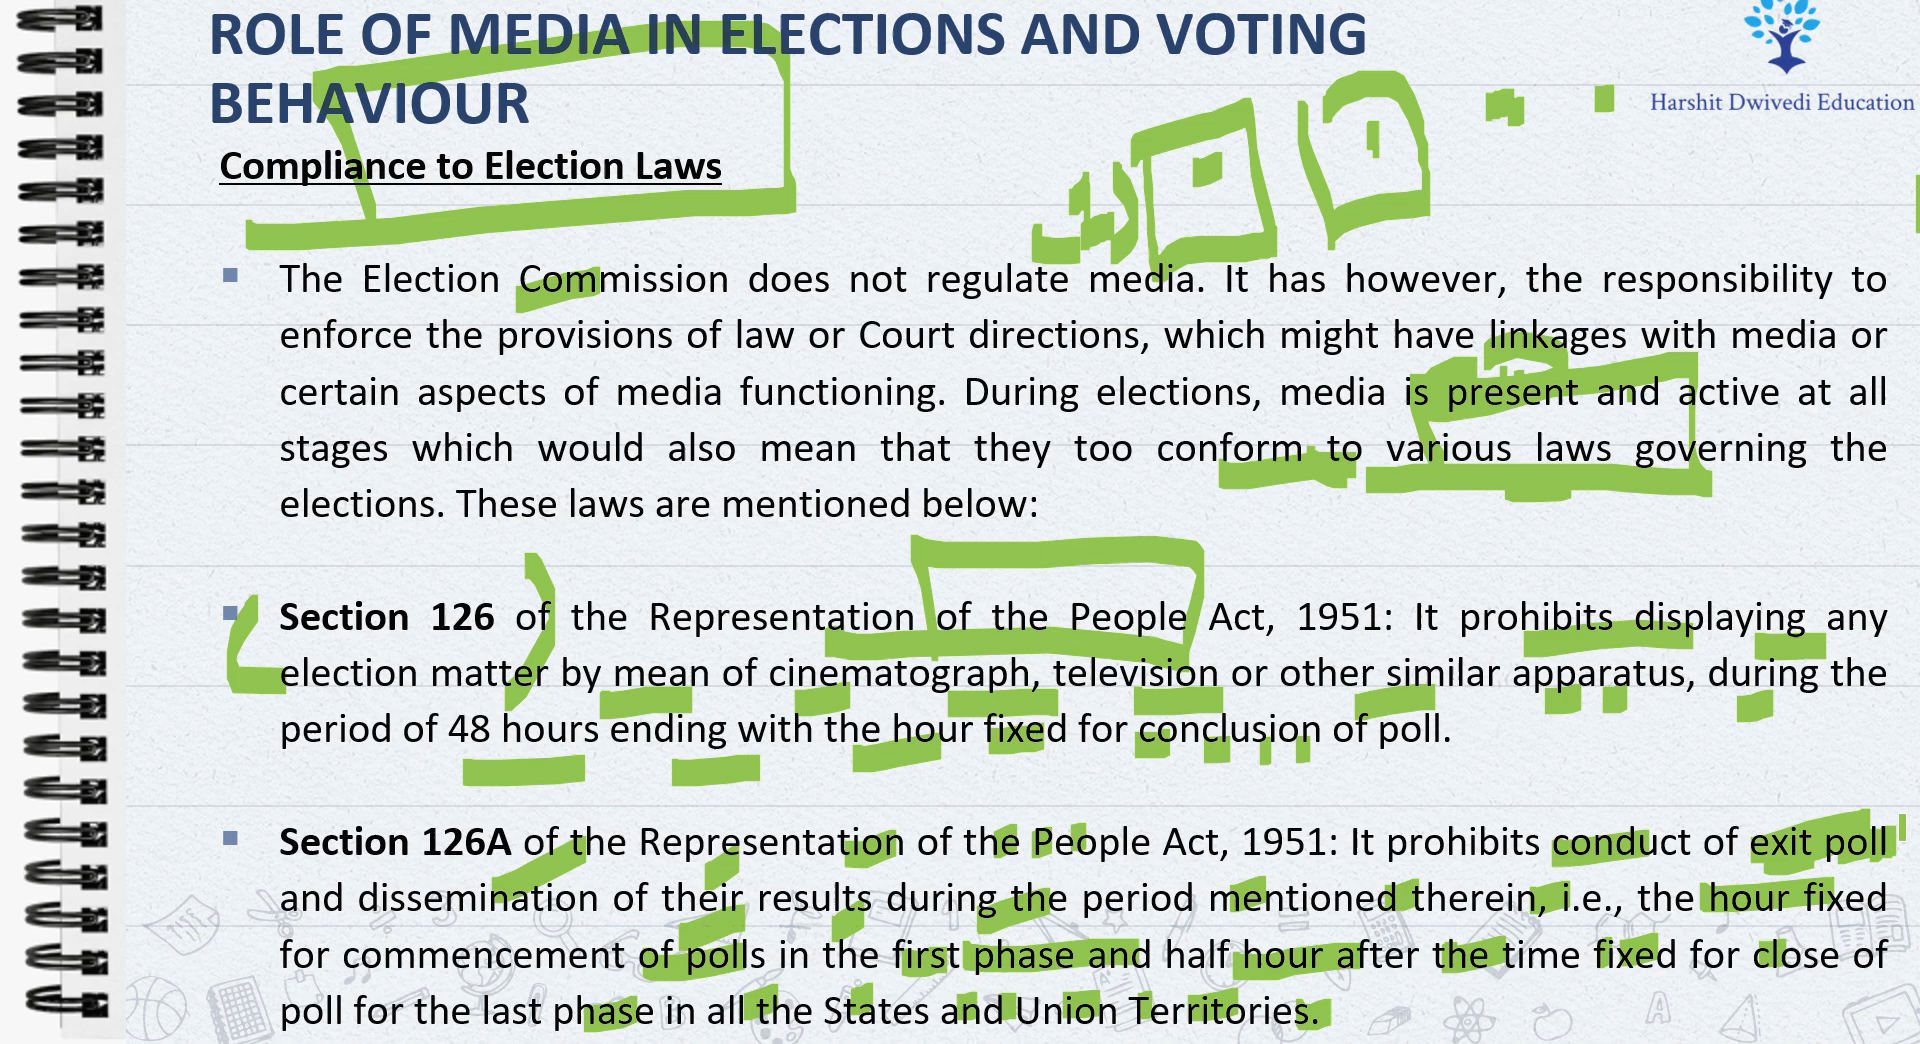 ROLE OF MEDIA IN ELECTIONS AND VOTING
BEHAVIOUR
Harshit Dwivedi Education
Compliance to Election Laws
The Election Commission does not regulate media. It has however, the responsibility to
enforce the provisions of law or Court directions, which might have linkages with media or
certain aspects of media functioning. During elections, media is present and active at all
stages which would also mean that they too conform to various laws governing the
elections. These laws are mentioned below:
Section 126 of the Representation of the People Act, 1951: It prohibits displaying any
election matter by mean of cinematograph, television or other similar apparatus, during the
period of 48 hours ending with the hour fixed for conclusion of poll.
Section 126A of the Representation of the People Act, 1951: It prohibits conduct of exit poll
and dissemination of their results during the period mentioned therein, i.e., the hour fixed
for commencement of polls in the first phase and half hour after the time fixed for close of
poll for the last phase in all the States and Union Territories.